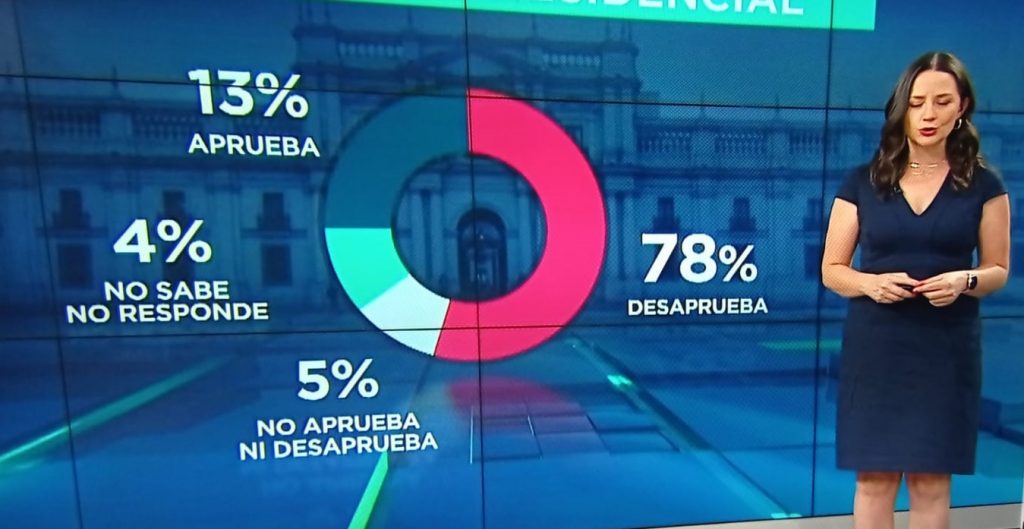 13%
APRUEBA
4%
NO SABE
NO RESPONDE
5%
NO APRUEBA
NI DESAPRUEBA
78%
DESAPRUEBA